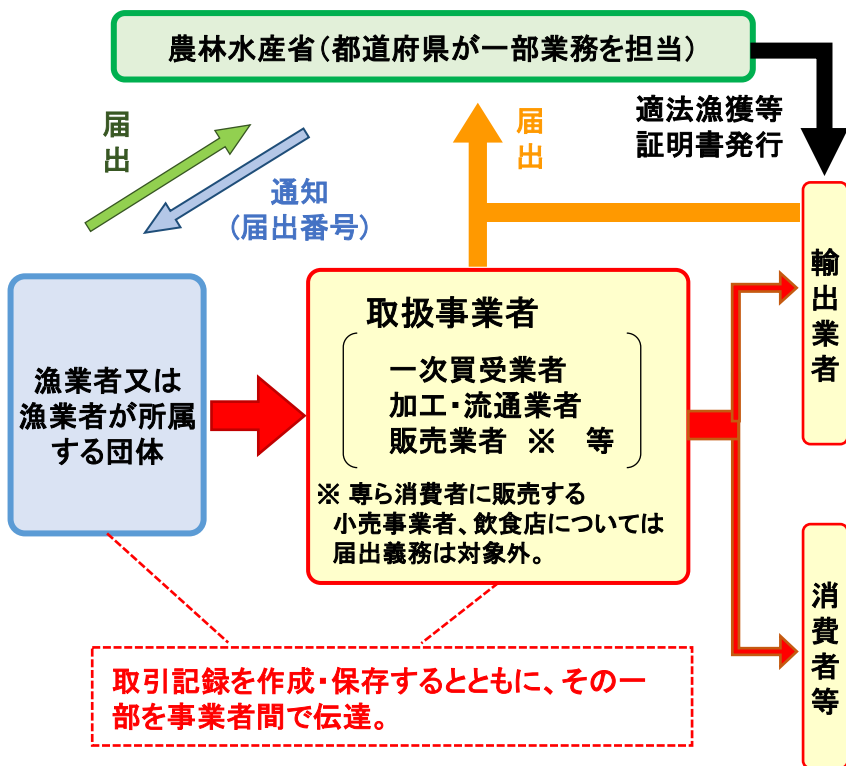 農林水産省（都道府県が一部業務を担当）
届
出
通知
（届出番号）
届
出
適法漁獲等
証明書発行
漁業者又は
漁業者が所属
する団体
取扱事業者
一次買受業者
加工・流通業者
販売業者　※　等
※ 専ら消費者に販売する
小売事業者、飲食店については
届出義務は対象外。
輸
出
業
者
消
費
者
等
取引記録を作成・保存するとともに、その一
部を事業者間で伝達。